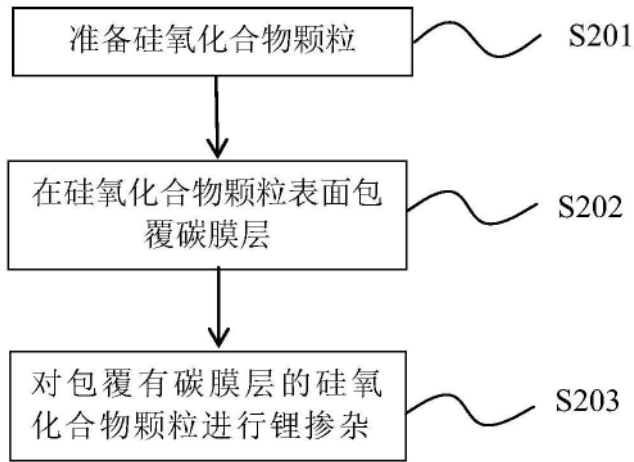 准备硅氧化合物颗粒
S201
在硅氧化合物颗粒表面包
覆碳膜层
S202
对包覆有碳膜层的硅氧
化合物颗粒进行锂掺杂
S203